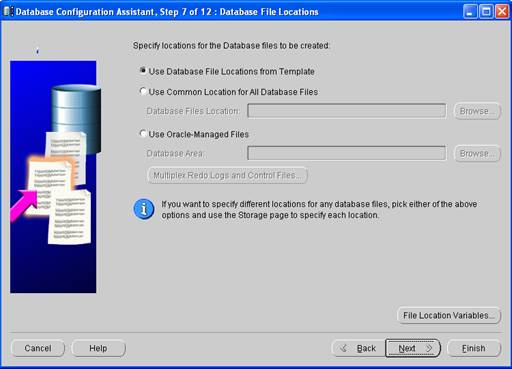 Database Configuration Assistant, Step 7 of 12 : Database File Locations
Specify locations for the Database files to be created:
Use Database File Locations from Template
Use Common Location for All Database Files
Database Files Location:
Browse...
Use Oracle-Managed Files
Database Area:
Browse...
Multiplex Redo Logs and Control Files...
If you want to specify different locations for any database files, pick either of the above
options and use the Storage page to specify each location.
File Location Variables...
Cancel
Help
Back
Next
Finish